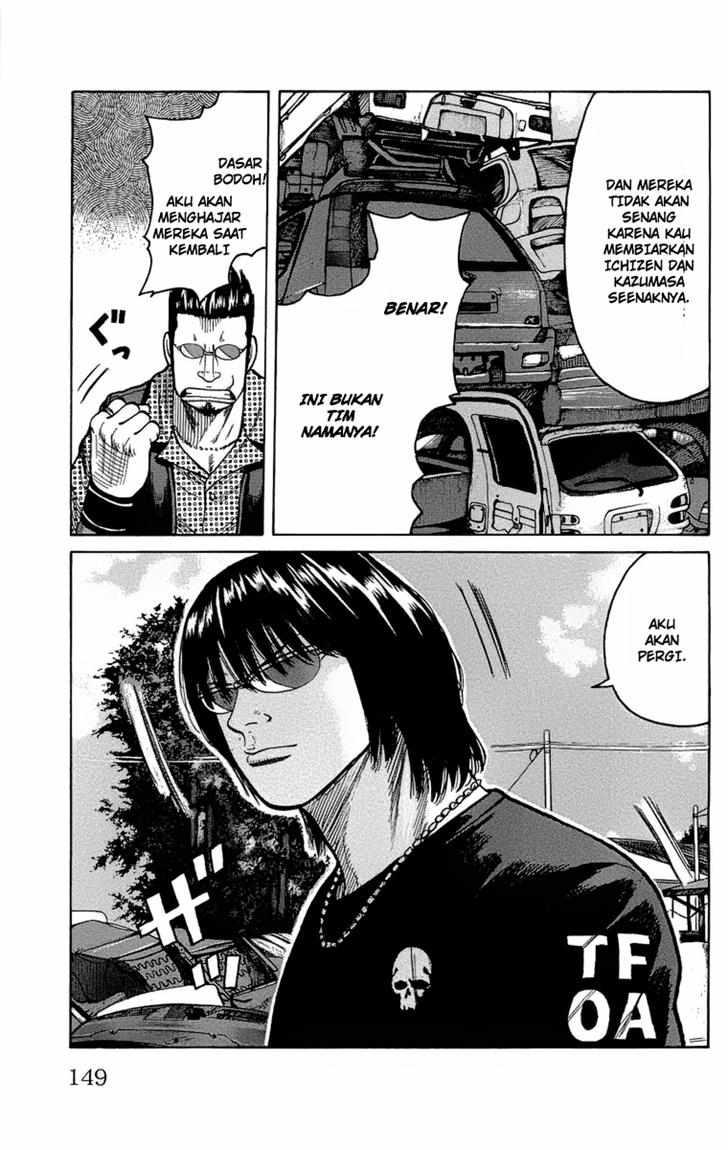 DAN MEREKA
TIDAK AKAN
SENANG
KARENA KAU
MEMBIARKAN
ICHIZEN DAN
KAZUMASA
SEENAKNYA.
BENAR!
INI BUKAN
TIM
NAMANYA!
DASAR
BODOH!
AKU AKAN
MENGHAJAR
MEREKA SAAT
KEMBALI
ぐっ
AKU
AKAN
PERGI.
ザザ
TF
OA
149